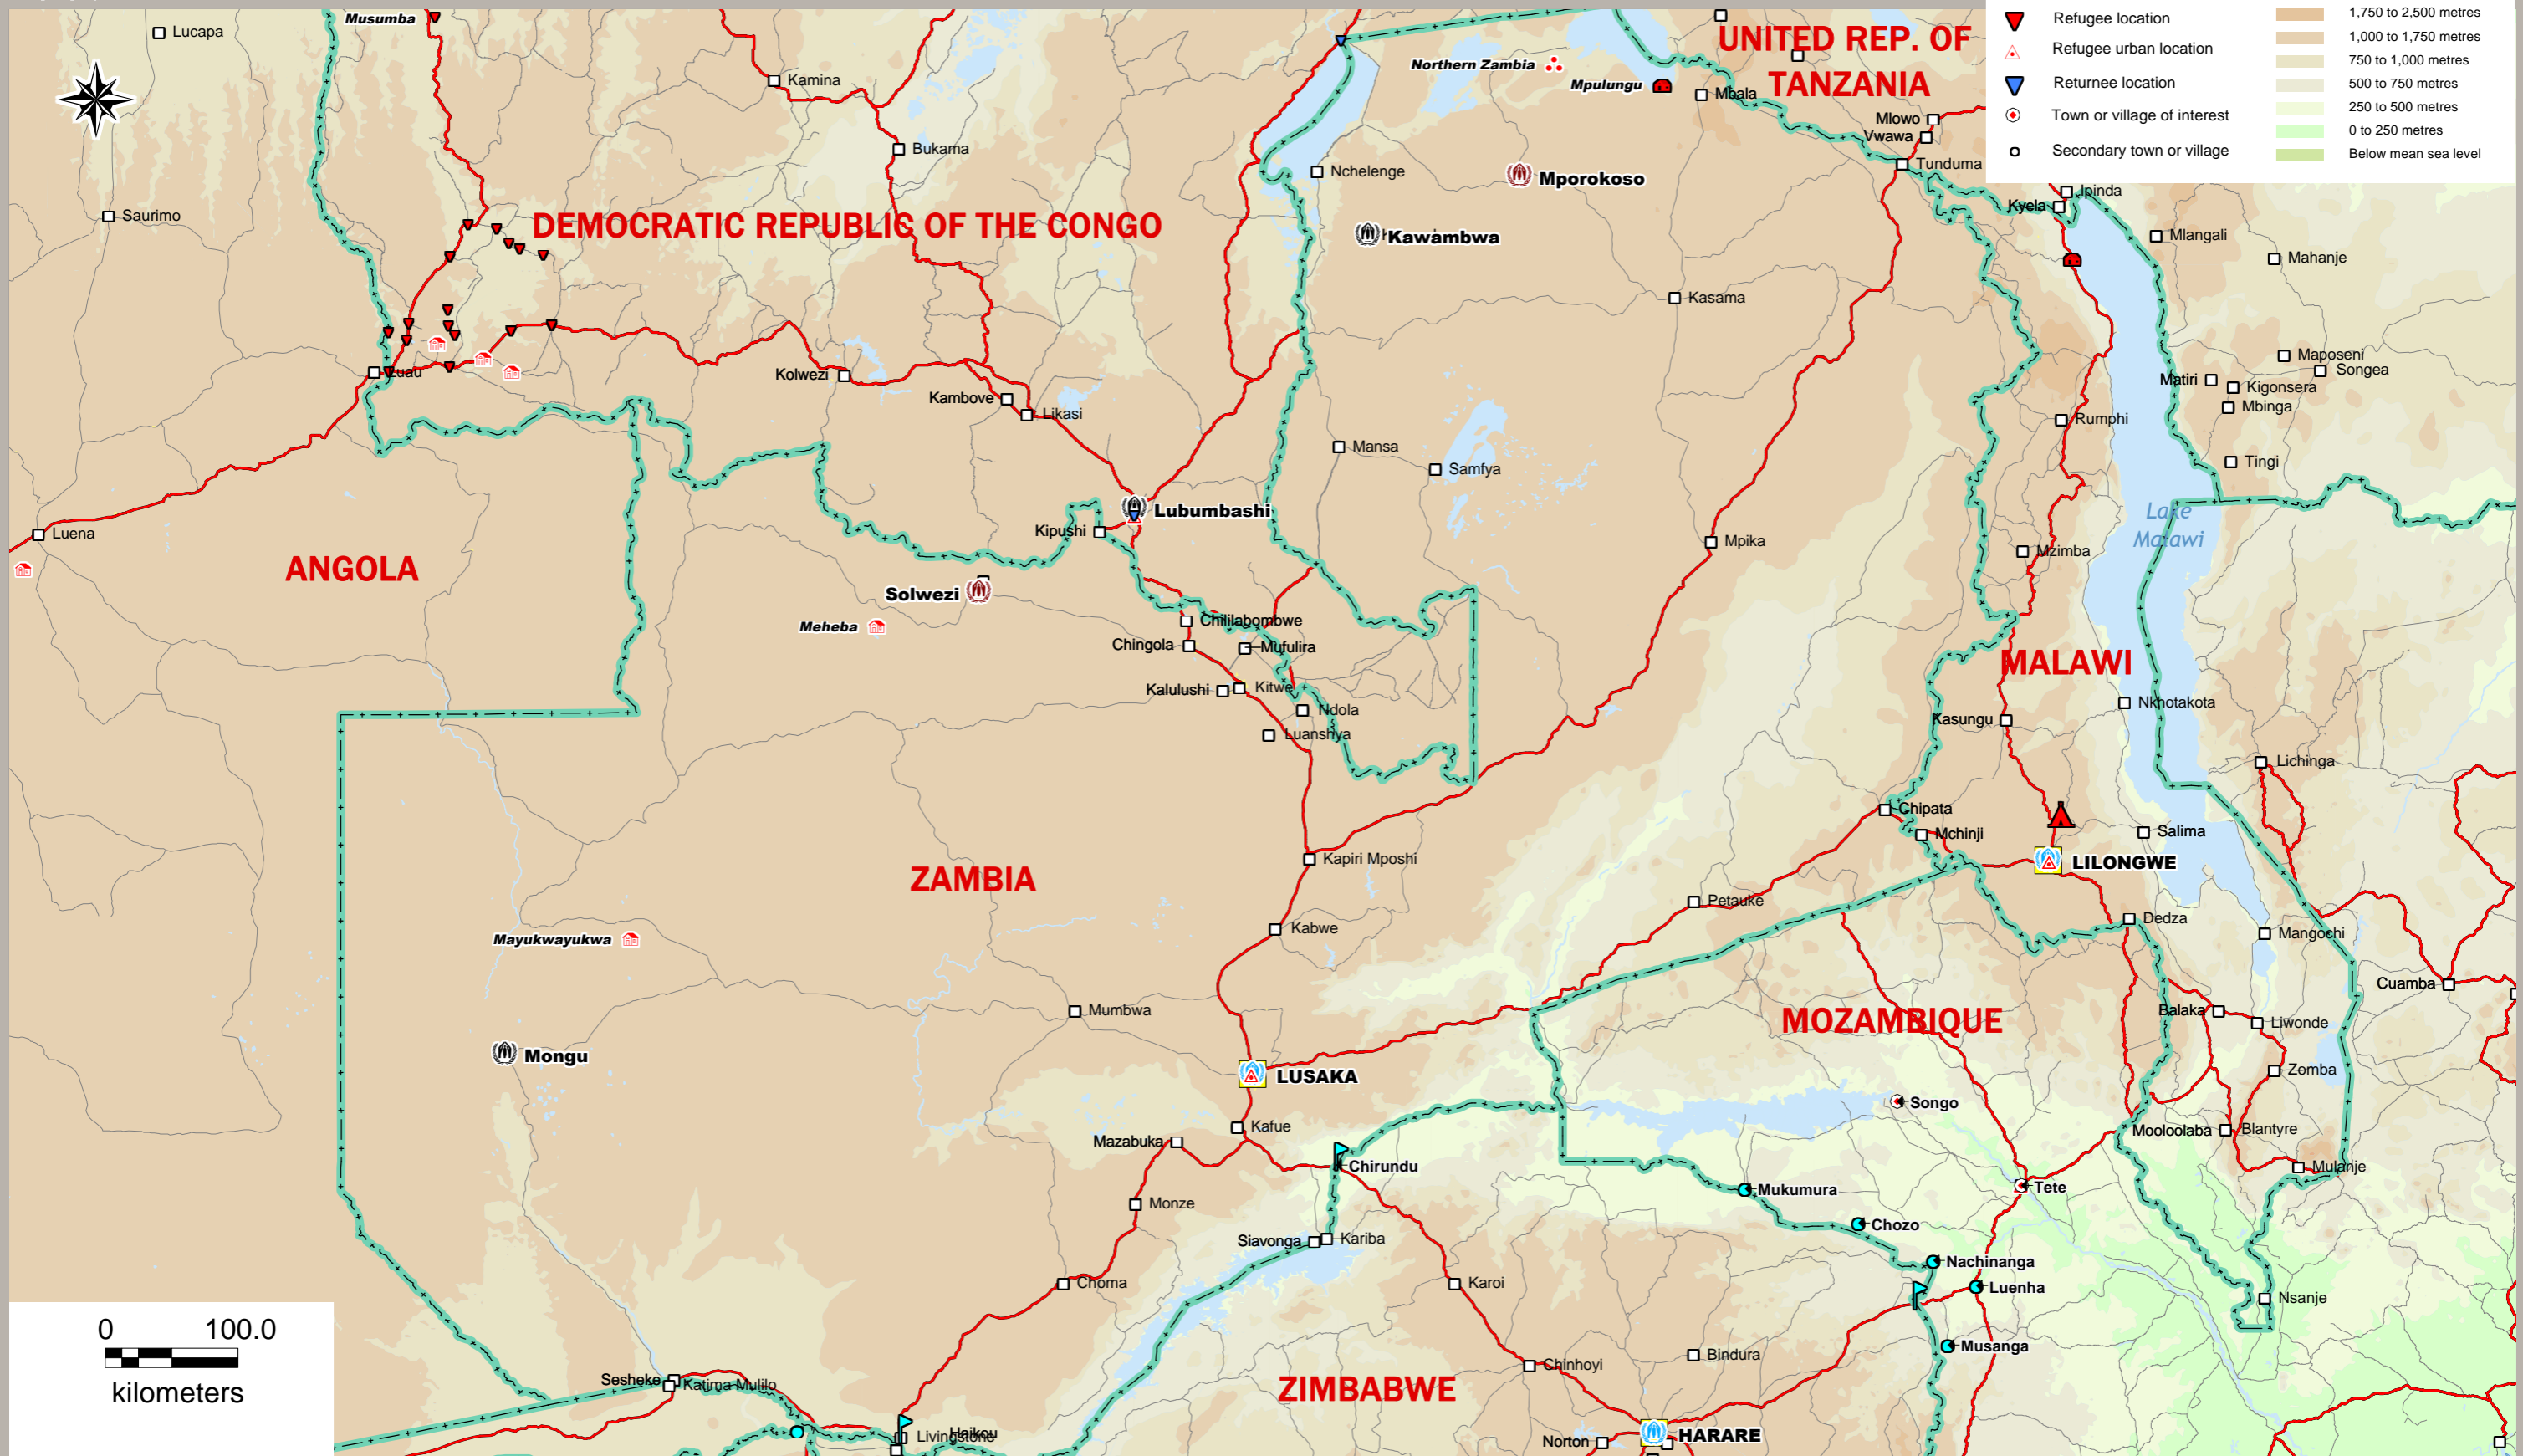 Musumba
Lucapa
Kamina
Northern Zambia
Mpulungu
UNITED REP. OF
TANZANIA
Mbala
Mlowo
Vwawa
Tunduma
Refugee location
Refugee urban location
Returnee location
Town or village of interest
Secondary town or village
1,750 to 2,500 metres
1,000 to 1,750 metres
750 to 1,000 metres
500 to 750 metres
250 to 500 metres
0 to 250 metres
Below mean sea level
Bukama
Nchelenge
Mporokoso
Ipinda
Kyela
Saurimo
DEMOCRATIC REPUBLIC OF THE CONGO
Kawambwa
Mlangali
Mahanje
Kasama
Luau
Kolwezi
Kambove
Likasi
Maposeni
Songea
Matiri
Kigonsera
Mbinga
Rumphi
Mansa
Samfya
Tingi
Lubumbashi
Kipushi
Luena
Lake
Malawi
Mpika
Mzimba
ANGOLA
Solwezi
Meheba
Chililabombwe
Chingola
Mufulira
MALAWI
Kalulushi
Kitwe
Ndola
Luanshya
Nkhotakota
Kasungu
Lichinga
Chipata
Mchinji
Salima
Kapiri Mposhi
LILONGWE
ZAMBIA
Petauke
Dedza
Kabwe
Mangochi
Mayukwayukwa
Cuamba
Mumbwa
MOZAMBIQUE
Balaka
Liwonde
Mongu
Zomba
LUSAKA
Songo
Kafue
Mazabuka
Mooloolaba
Blantyre
Chirundu
Mulanje
Mukumura
Tete
Monze
Chozo
Siavonga
Kariba
Nachinanga
Choma
Karoi
Luenha
Nsanje
0 100.0
kilometers
Musanga
Bindura
Chinhoyi
Sesheke
Katima Mulilo
ZIMBABWE
Livingstone
Haikou
Norton
HARARE